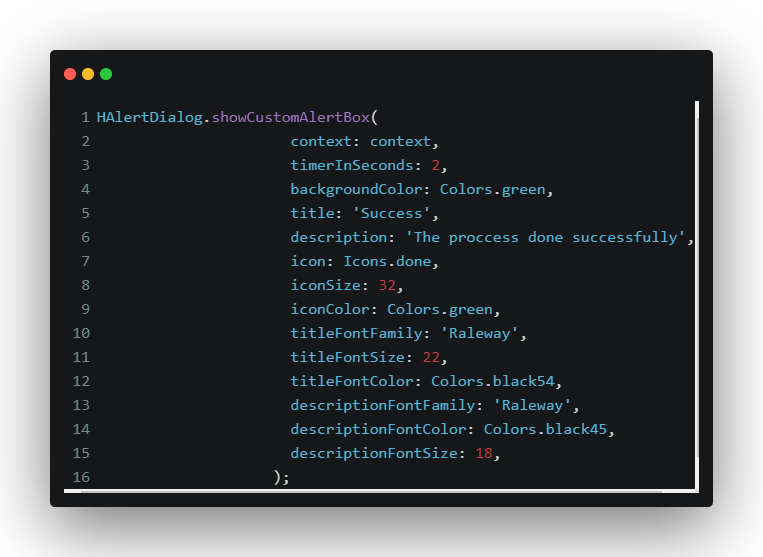 1 HAlertDialog.showCustomAlertBox(
2 context: context,
3 timerInSeconds: 2,
4 backgroundColor: Colors.green,
5 title: 'Success',
6 description: 'The proccess done successfully',
7 icon: Icons.done,
8 iconSize: 32,
9 iconColor: Colors.green,
10 titleFontFamily: 'Raleway',
11 titleFontSize: 22,
12 titleFontColor: Colors.black54,
13 descriptionFontFamily: 'Raleway',
14 descriptionFontColor: Colors.black45,
15 descriptionFontSize: 18,
16 );